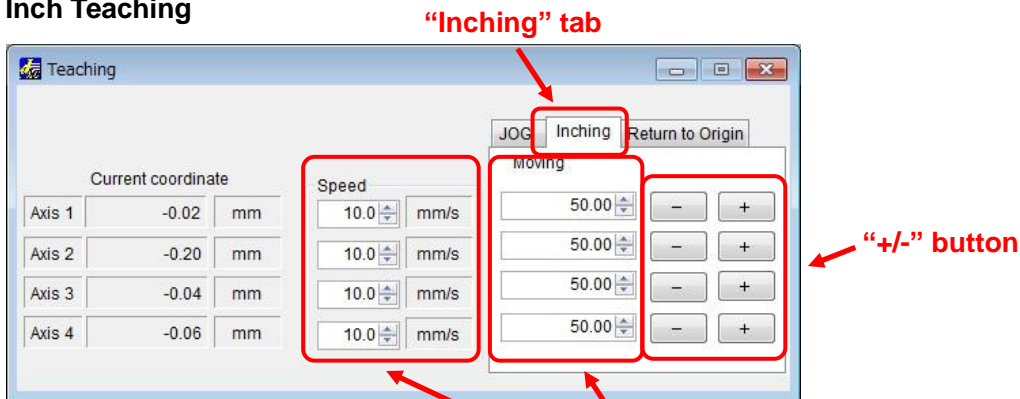 Inch Teaching
“Inching” tab
Teaching
JOG Inching Return to Origin
Moving
Current coordinate
Speed
Axis 1 -0.02 mm 10.0 mm/s 50.00 - +
Axis 2 -0.20 mm 10.0 mm/s 50.00 - +
Axis 3 -0.04 mm 10.0 mm/s 50.00 - +
Axis 4 -0.06 mm 10.0 mm/s 50.00 - +
“+/-” button